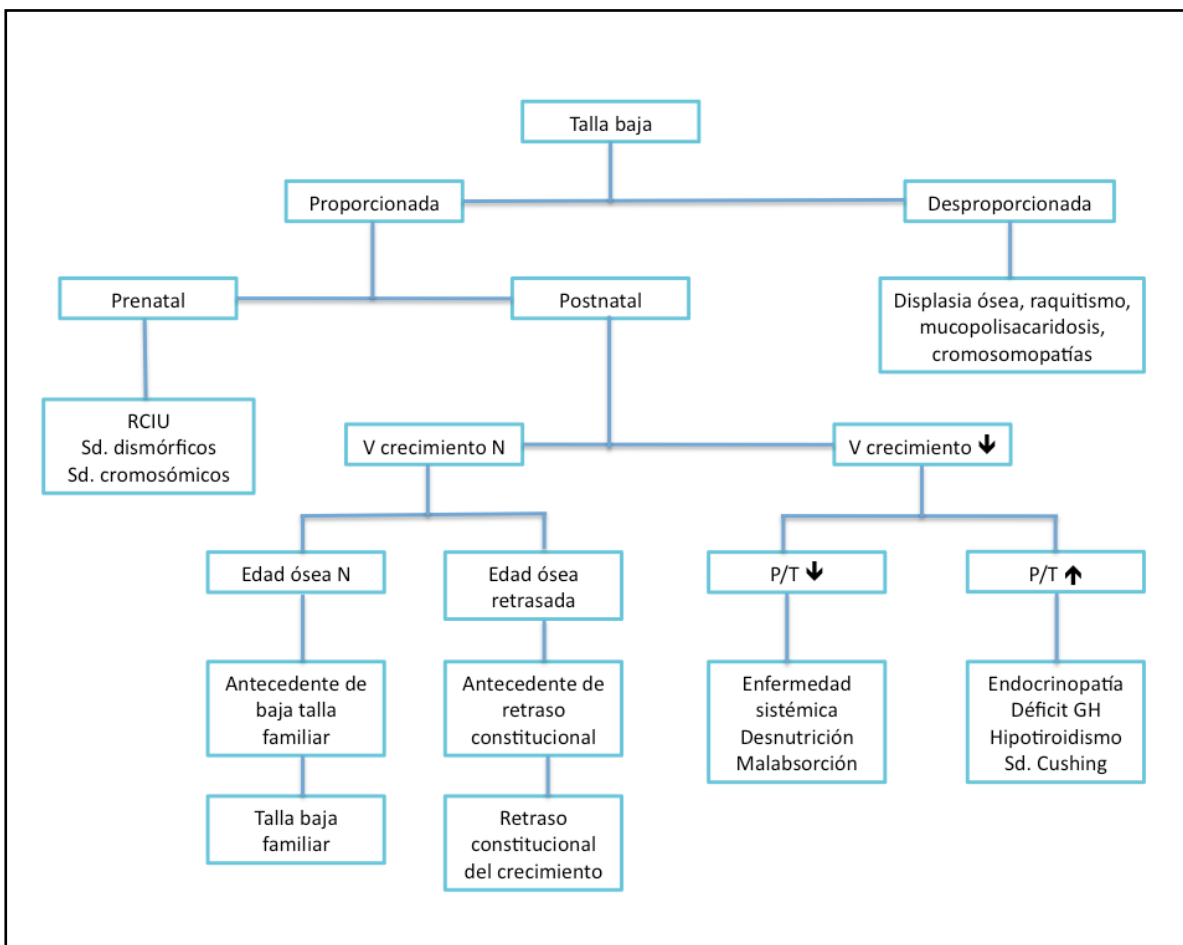 Talla baja
Proporcionada
Desproporcionada
Prenatal
Postnatal
Displasia ósea, raquitismo,
mucopolisacaridosis,
cromosomopatías
RCIU
Sd. dismórficos
Sd. cromosómicos
V crecimiento N
V crecimiento ↓
Edad ósea N
Edad ósea
retrasada
P/T ↓
P/T ↑
Antecedente de
baja talla
familiar
Antecedente de
retraso
constitucional
Enfermedad
sistémica
Desnutrición
Malabsorción
Endocrinopatía
Déficit GH
Hipotiroidismo
Sd. Cushing
Talla baja
familiar
Retraso
constitucional
del crecimiento